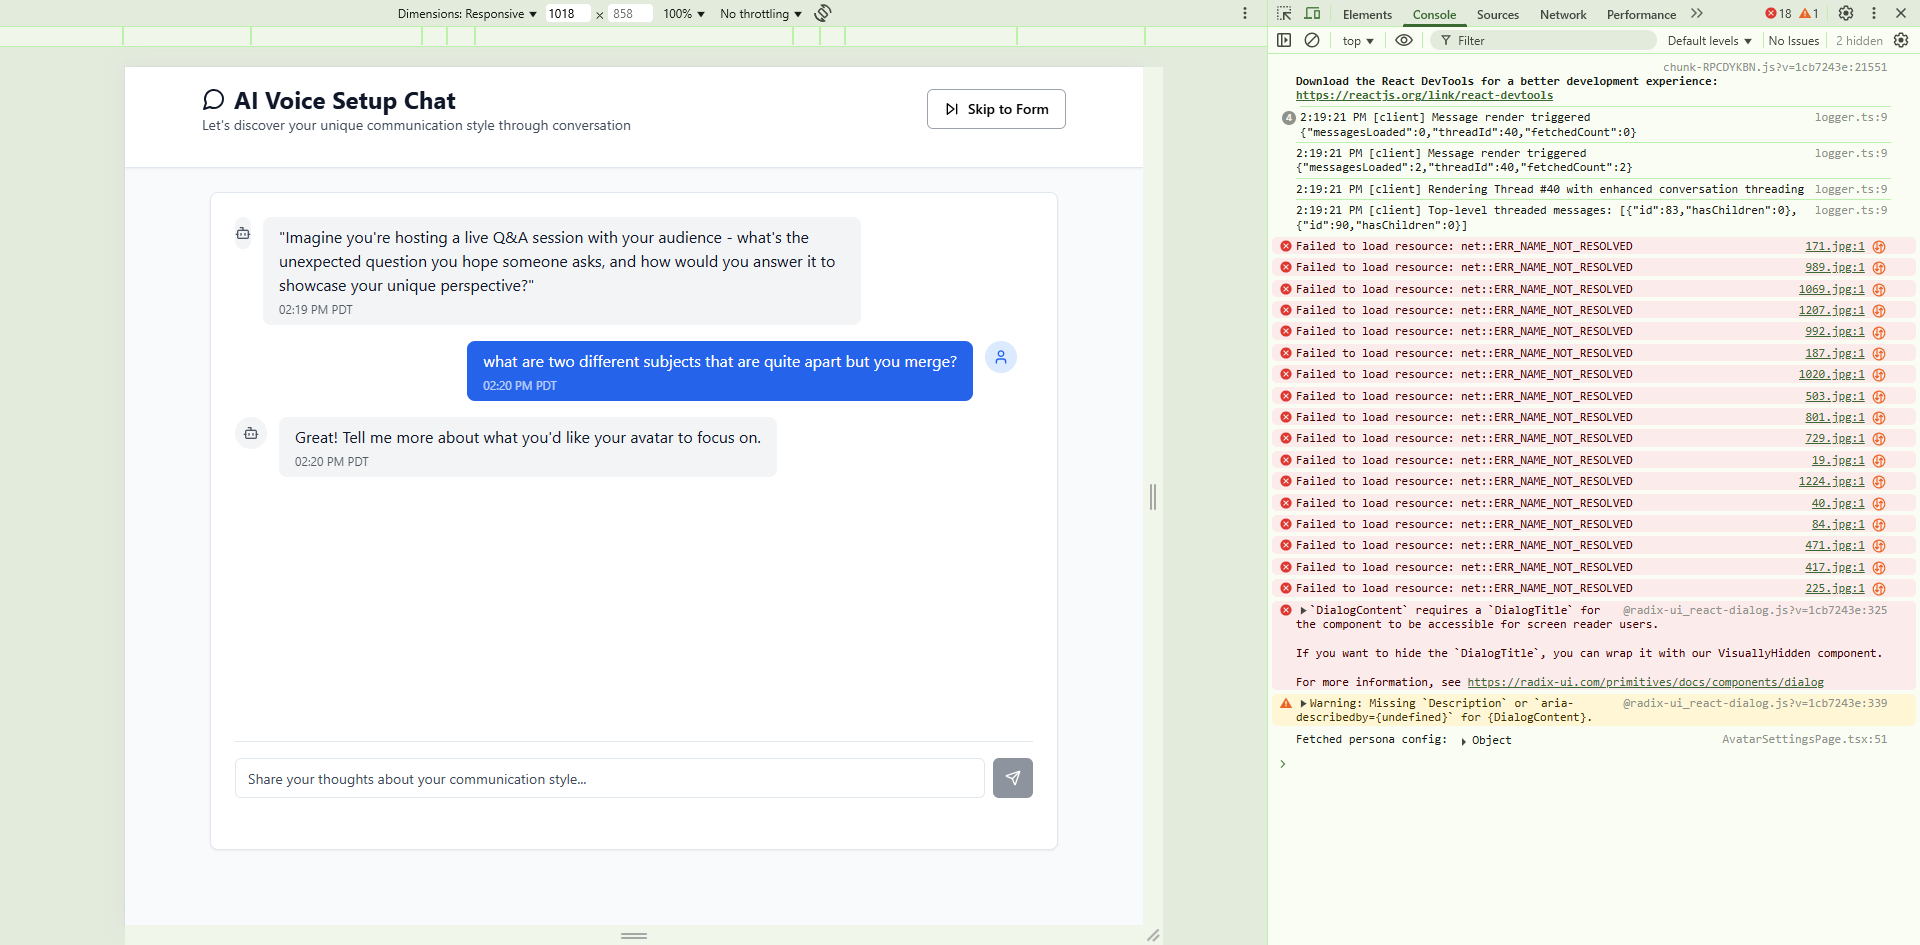 Dimensions: Responsive 1018 × 858 100% No throttling
AI Voice Setup Chat
Let's discover your unique communication style through conversation
Skip to Form
"Imagine you're hosting a live Q&A session with your audience - what's the
unexpected question you hope someone asks, and how would you answer it to
showcase your unique perspective?"
02:19 PM PDT
what are two different subjects that are quite apart but you merge?
02:20 PM PDT
Great! Tell me more about what you'd like your avatar to focus on.
02:20 PM PDT
Share your thoughts about your communication style...
Elements Console Sources Network Performance 18 1
top Filter Default levels No Issues 2 hidden
chunk-RPCDYKBN.js?v=1cb7243e:21551
Download the React DevTools for a better development experience:
https://reactjs.org/link/react-devtools
4 2:19:21 PM [client] Message render triggered logger.ts:9
{"messagesLoaded":0,"threadId":40,"fetchedCount":0}
2:19:21 PM [client] Message render triggered logger.ts:9
{"messagesLoaded":2,"threadId":40,"fetchedCount":2}
2:19:21 PM [client] Rendering Thread #40 with enhanced conversation threading logger.ts:9
2:19:21 PM [client] Top-level threaded messages: [{"id":83,"hasChildren":0}, logger.ts:9
{"id":90,"hasChildren":0}]
Failed to load resource: net::ERR_NAME_NOT_RESOLVED 171.jpg:1
Failed to load resource: net::ERR_NAME_NOT_RESOLVED 989.jpg:1
Failed to load resource: net::ERR_NAME_NOT_RESOLVED 1069.jpg:1
Failed to load resource: net::ERR_NAME_NOT_RESOLVED 1207.jpg:1
Failed to load resource: net::ERR_NAME_NOT_RESOLVED 992.jpg:1
Failed to load resource: net::ERR_NAME_NOT_RESOLVED 187.jpg:1
Failed to load resource: net::ERR_NAME_NOT_RESOLVED 1020.jpg:1
Failed to load resource: net::ERR_NAME_NOT_RESOLVED 503.jpg:1
Failed to load resource: net::ERR_NAME_NOT_RESOLVED 801.jpg:1
Failed to load resource: net::ERR_NAME_NOT_RESOLVED 729.jpg:1
Failed to load resource: net::ERR_NAME_NOT_RESOLVED 19.jpg:1
Failed to load resource: net::ERR_NAME_NOT_RESOLVED 1224.jpg:1
Failed to load resource: net::ERR_NAME_NOT_RESOLVED 40.jpg:1
Failed to load resource: net::ERR_NAME_NOT_RESOLVED 84.jpg:1
Failed to load resource: net::ERR_NAME_NOT_RESOLVED 471.jpg:1
Failed to load resource: net::ERR_NAME_NOT_RESOLVED 417.jpg:1
Failed to load resource: net::ERR_NAME_NOT_RESOLVED 225.jpg:1
`DialogContent` requires a `DialogTitle` for @radix-ui_react-dialog.js?v=1cb7243e:325
the component to be accessible for screen reader users.
If you want to hide the `DialogTitle`, you can wrap it with our VisuallyHidden component.
For more information, see https://radix-ui.com/primitives/docs/components/dialog
Warning: Missing `Description` or `aria- @radix-ui_react-dialog.js?v=1cb7243e:339
describedby={undefined}` for {DialogContent}.
Fetched persona config: Object AvatarSettingsPage.tsx:51